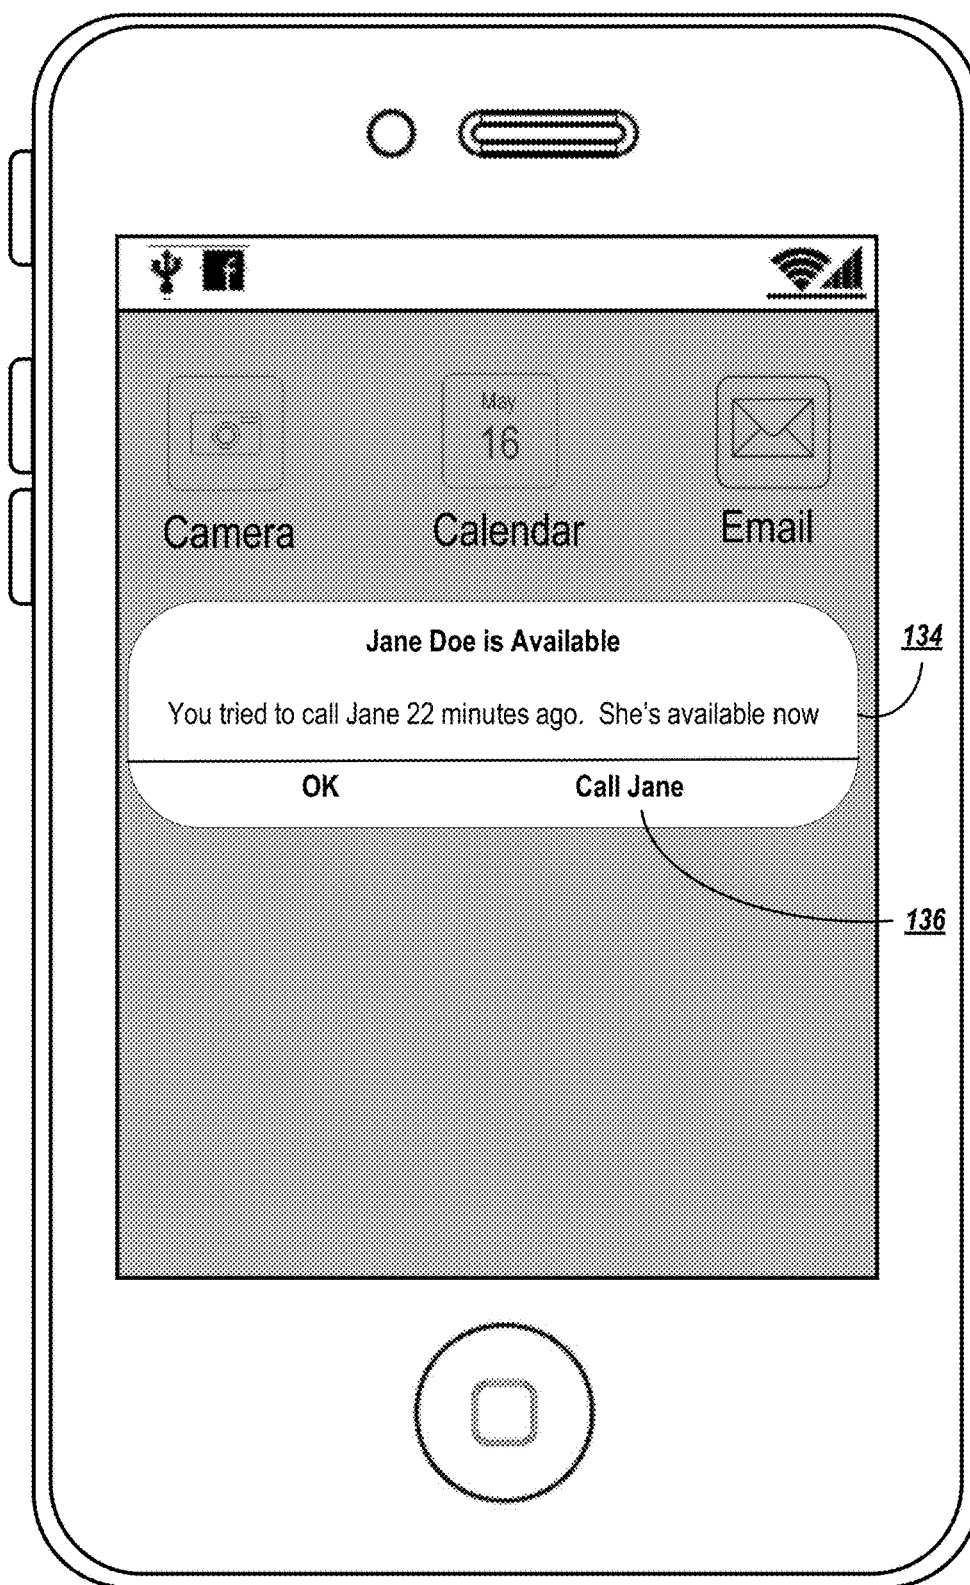 f
May
16
Camera Calendar Email
Jane Doe is Available
134
You tried to call Jane 22 minutes ago. She's available now
OK Call Jane
136